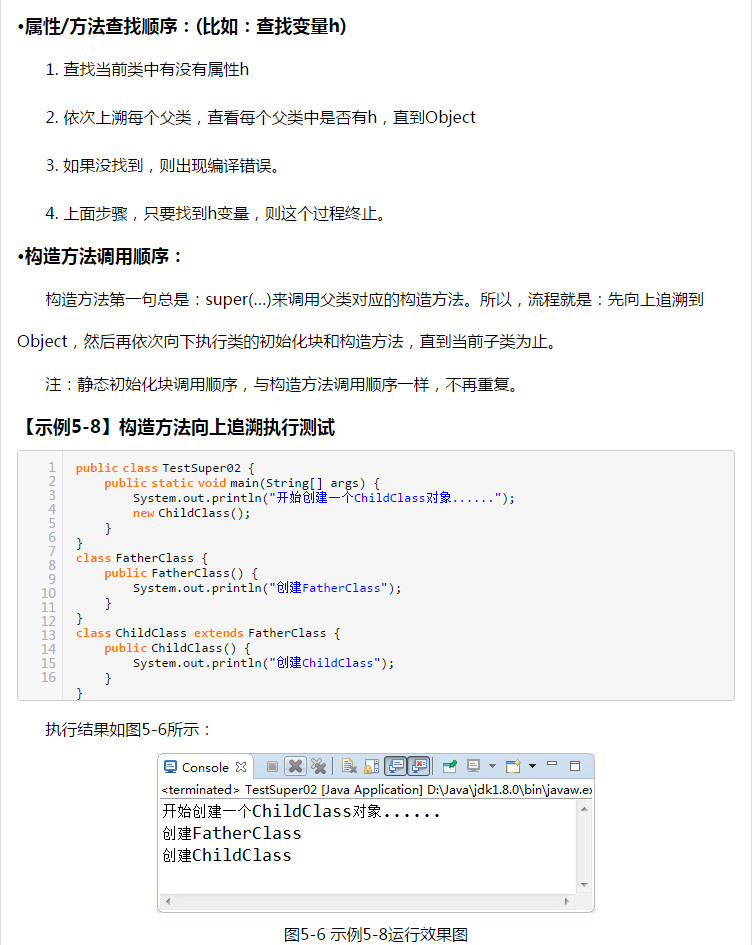 •属性/方法查找顺序：(比如：查找变量h)
1. 查找当前类中有没有属性h
2. 依次上溯每个父类，查看每个父类中是否有h，直到Object
3. 如果没找到，则出现编译错误。
4. 上面步骤，只要找到h变量，则这个过程终止。
•构造方法调用顺序：
构造方法第一句总是：super(…)来调用父类对应的构造方法。所以，流程就是：先向上追溯到
Object，然后再依次向下执行类的初始化块和构造方法，直到当前子类为止。
注：静态初始化块调用顺序，与构造方法调用顺序一样，不再重复。
【示例5-8】构造方法向上追溯执行测试
1 public class TestSuper02 {
2     public static void main(String[] args) {
3         System.out.println("开始创建一个ChildClass对象......");
4         new ChildClass();
5     }
6 }
7 class FatherClass {
8     public FatherClass() {
9         System.out.println("创建FatherClass");
10     }
11 }
12 class ChildClass extends FatherClass {
13     public ChildClass() {
14         System.out.println("创建ChildClass");
15     }
16 }
执行结果如图5-6所示：
Console
<terminated> TestSuper02 [Java Application] D:\Java\jdk1.8.0\bin\javaw.ex
开始创建一个ChildClass对象......
创建FatherClass
创建ChildClass
图5-6 示例5-8运行效果图